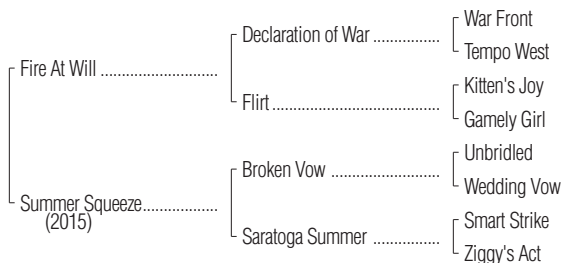 War Front
Declaration of War ................
Tempo West
Fire At Will ............................
Kitten's Joy
Flirt ........................................
Gamely Girl
Unbridled
Broken Vow ..........................
Wedding Vow
Summer Squeeze..................
(2015)
Smart Strike
Saratoga Summer ................
Ziggy's Act